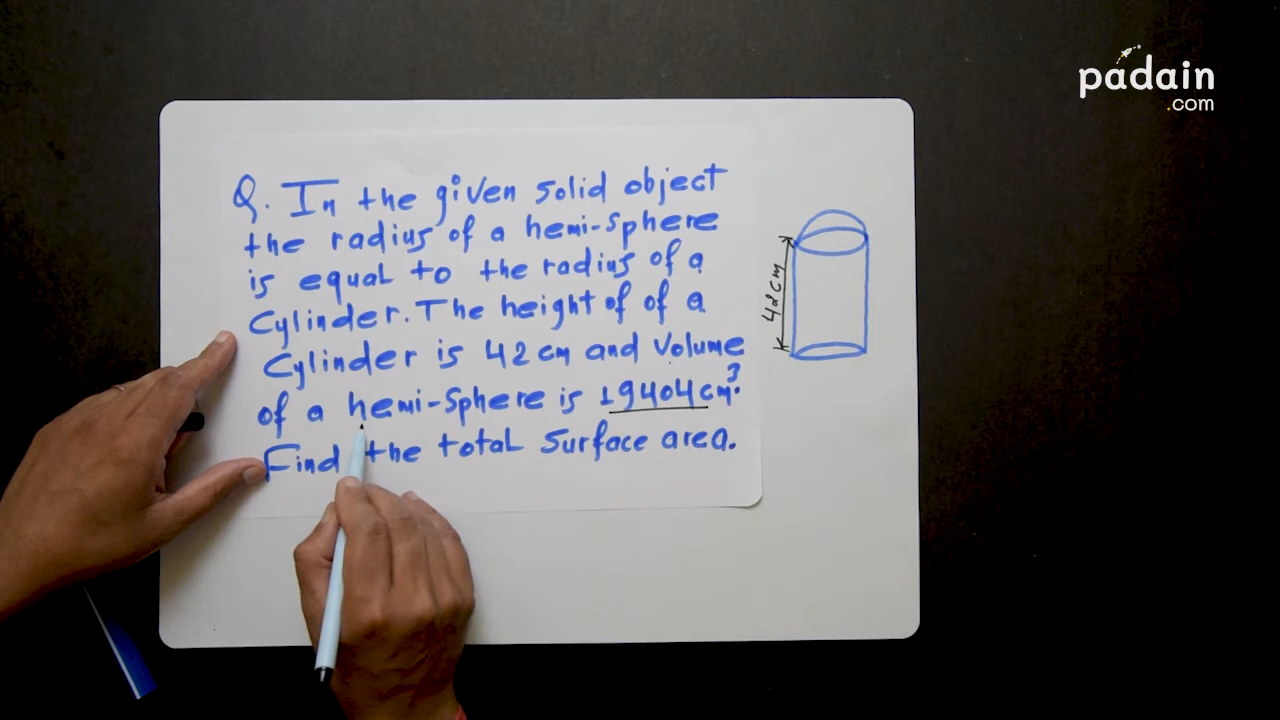 padain
.com
Q. In the given solid object
the radius of a hemi-sphere
is equal to the radius of a
Cylinder. The height of of a
Cylinder is 42 cm and Volume
of a hemi-sphere is 19404 cm³.
Find the total surface area.
42cm